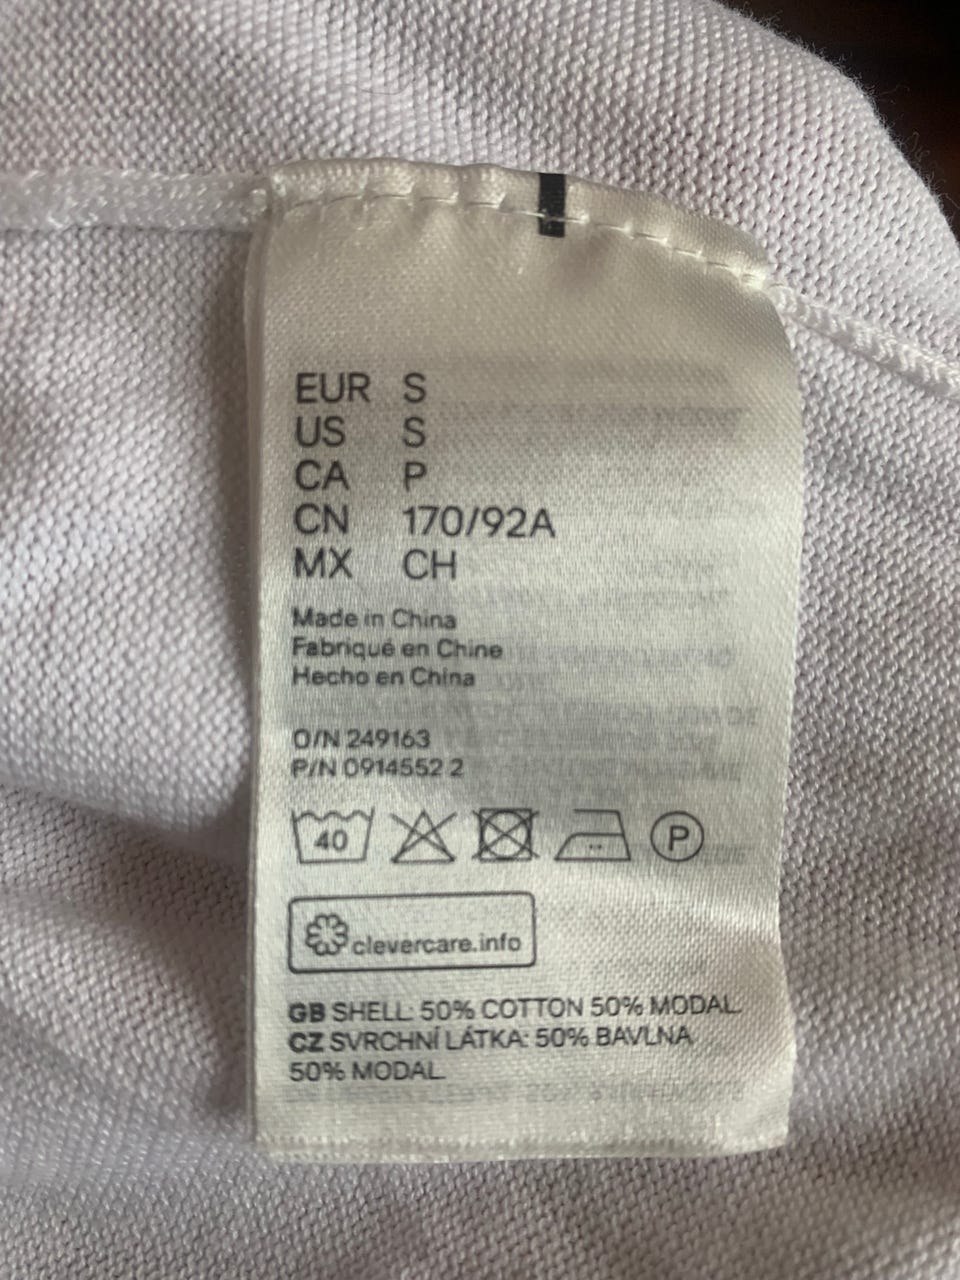 EUR S
US S
CA P
CN 170/92A
MX CH
Made in China
Fabriqué en Chine
Hecho en China
O/N 249163
P/N 0914552 2
40
P
clevercare.info
GB SHELL: 50% COTTON 50% MODAL
CZ SVRCHNÍ LÁTKA: 50% BAVLNA
50% MODAL